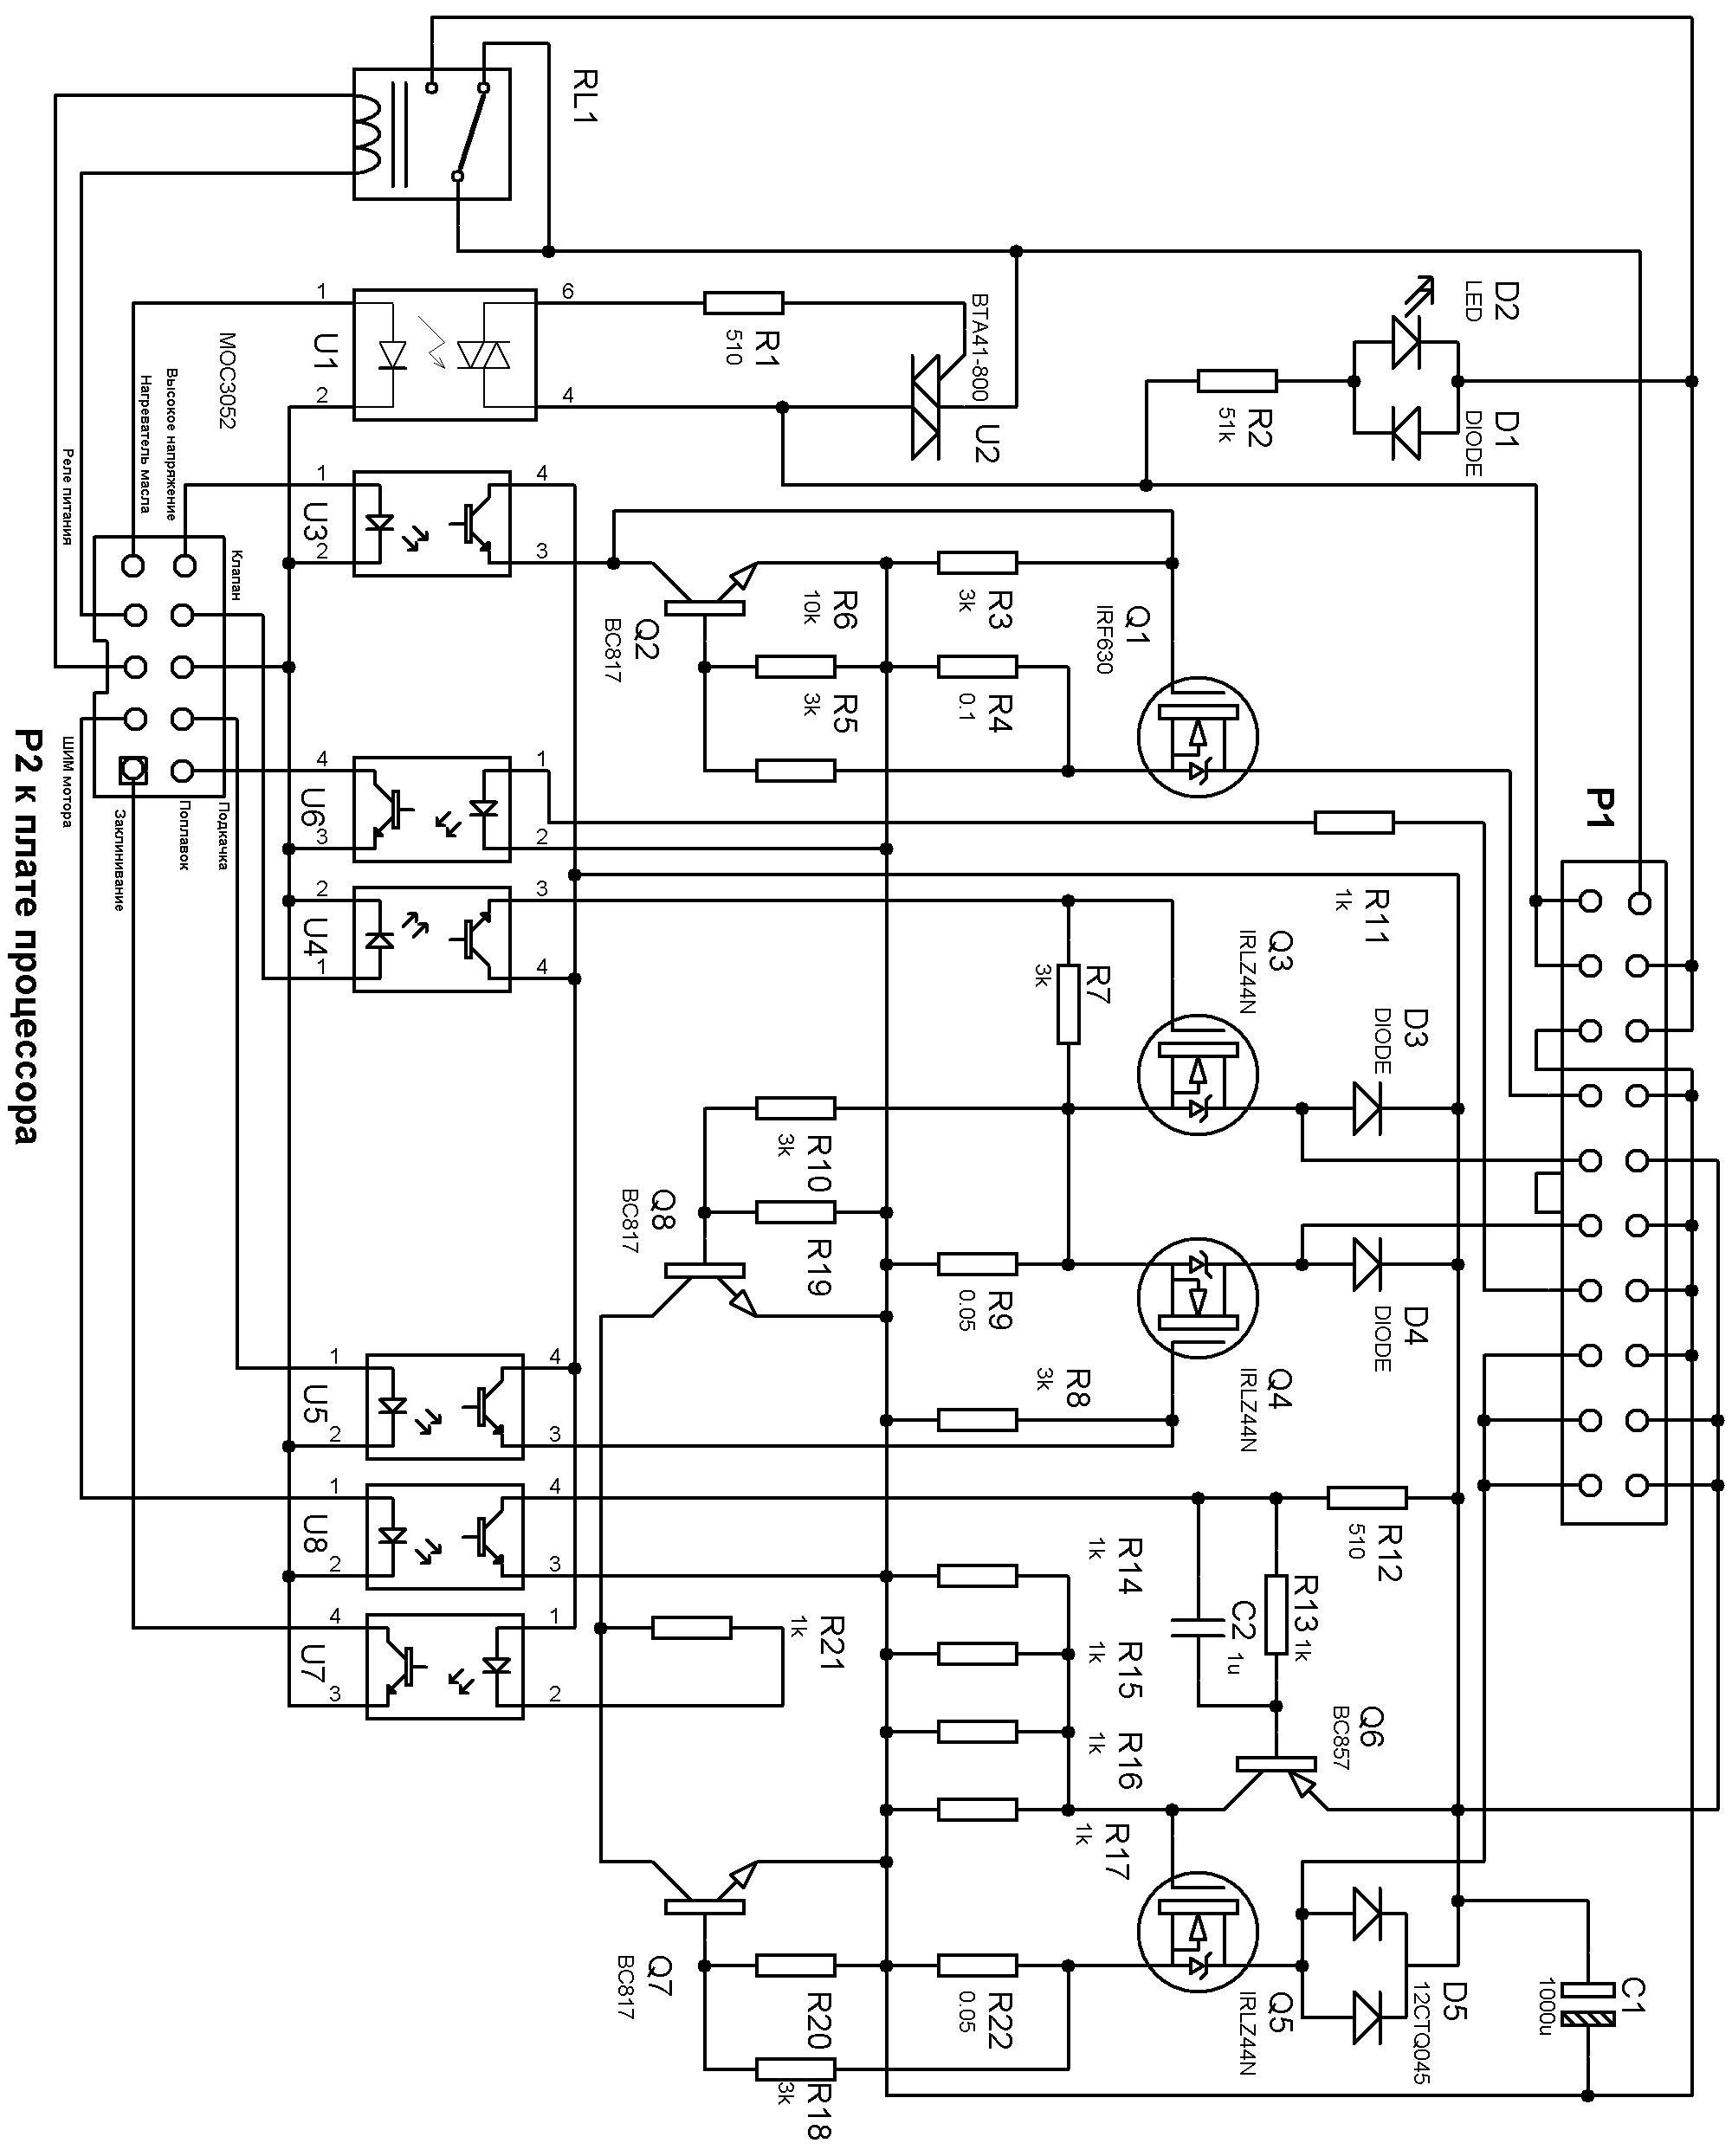 RL1
1
2
U1
MOC3052
6
4
R1
510
BTA41-800
U2
D2
LED
D1
DIODE
R2
51k
Высокое напряжение
Нагреватель масла
Реле питания
Клапан
P2 к плате процессора
ШИМ мотора
Заклинивание
Поплавок
Подкачка
1
2
U3
4
3
Q2
BC817
R6
10k
R5
3k
R3
3k
R4
0.1
Q1
IRF630
P1
4
3
U6
1
2
R11
1k
2
1
U4
3
4
R7
3k
Q3
IRLZ44N
D3
DIODE
R10
3k
R19
Q8
BC817
R9
0.05
R8
3k
Q4
IRLZ44N
D4
DIODE
1
2
U5
4
3
1
2
U8
4
3
4
3
U7
1
2
R21
1k
R14
1k
R15
1k
R16
1k
R17
1k
R12
510
R13
1k
C2
1u
Q6
BC857
Q7
BC817
R20
R18
3k
R22
0.05
Q5
IRLZ44N
D5
12CTQ045
C1
1000u